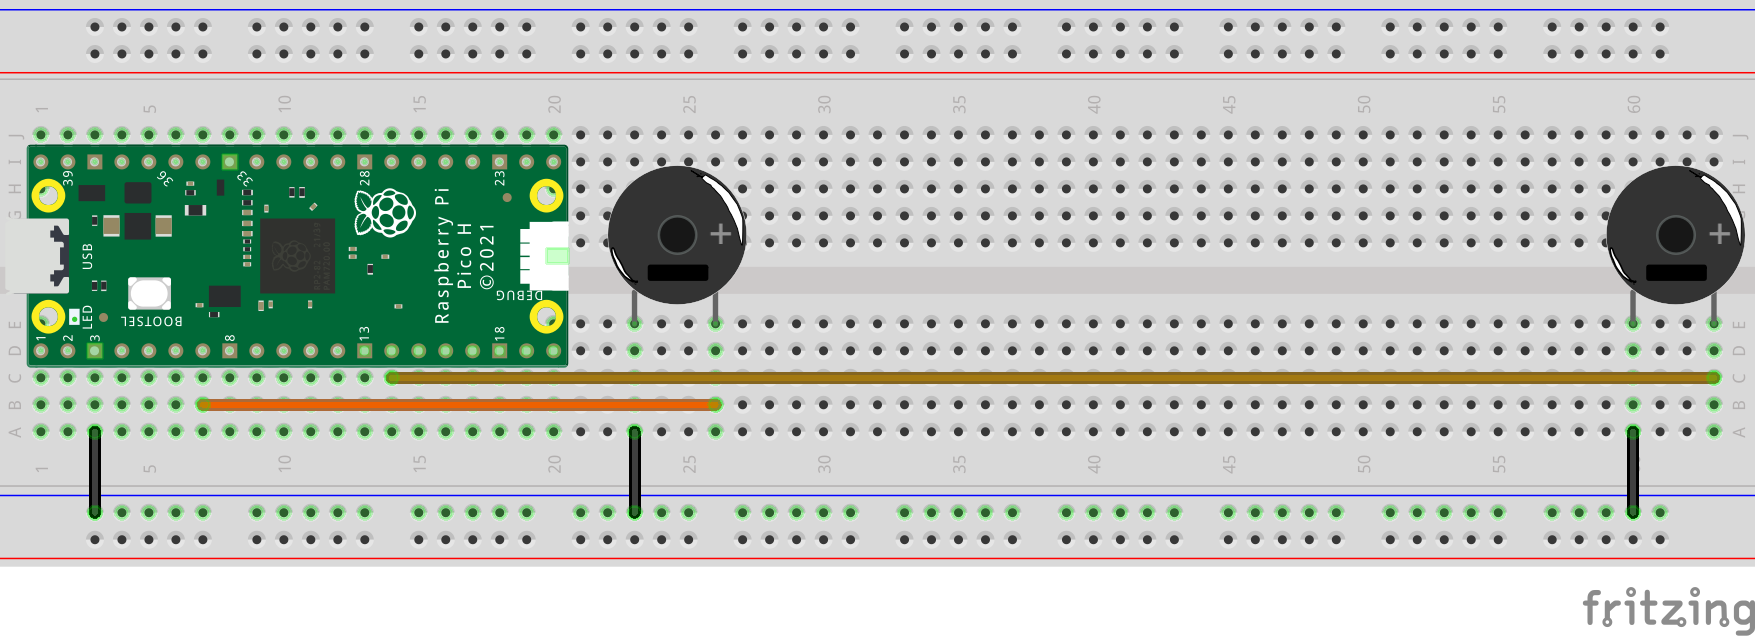 1 5 10 15 20 25 30 35 40 45 50 55 60
J J
I I
H H
G
39 36 33 28 23
USB
Raspberry Pi
Pico H
©2021
DEBUG
LED
BOOTSEL
1 2 3 8 13 18
+ +
E E
D D
C C
B B
A A
1 5 10 15 20 25 30 35 40 45 50 55 60
fritzing